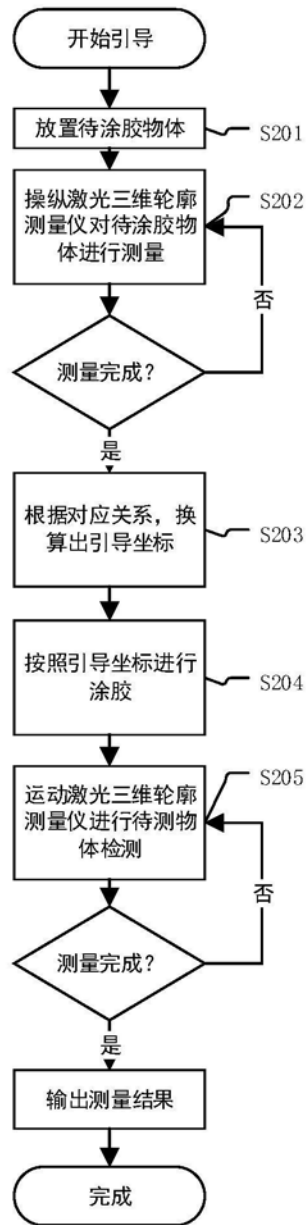 开始引导
放置待涂胶物体
S201
操纵激光三维轮廓
测量仪对待涂胶物
体进行测量
S202
否
测量完成？
是
根据对应关系，换
算出引导坐标
S203
按照引导坐标进行
涂胶
S204
运动激光三维轮廓
测量仪进行待测物
体检测
S205
否
测量完成？
是
输出测量结果
完成